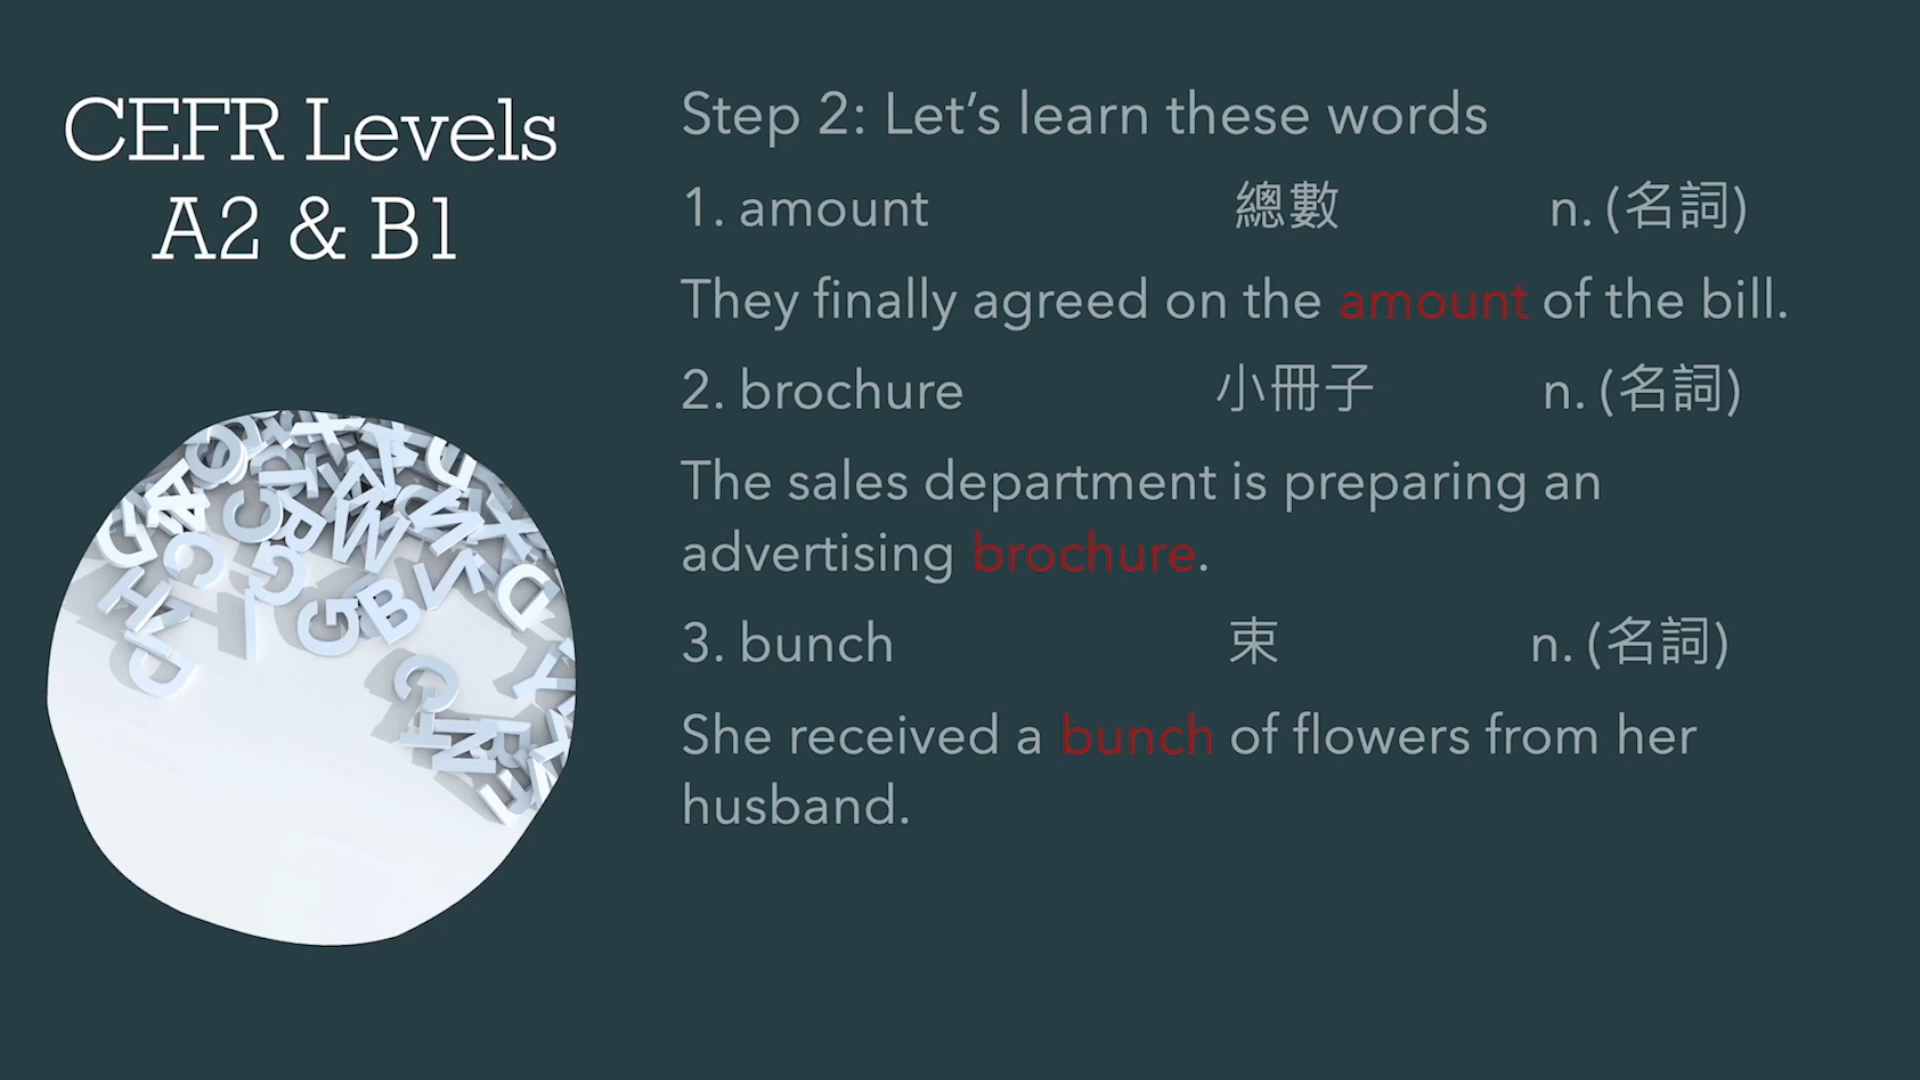 CEFR Levels
A2 & B1
Step 2: Let’s learn these words
1. amount 總數 n. (名詞)
They finally agreed on the amount of the bill.
2. brochure 小冊子 n. (名詞)
The sales department is preparing an
advertising brochure.
3. bunch 束 n. (名詞)
She received a bunch of flowers from her
husband.